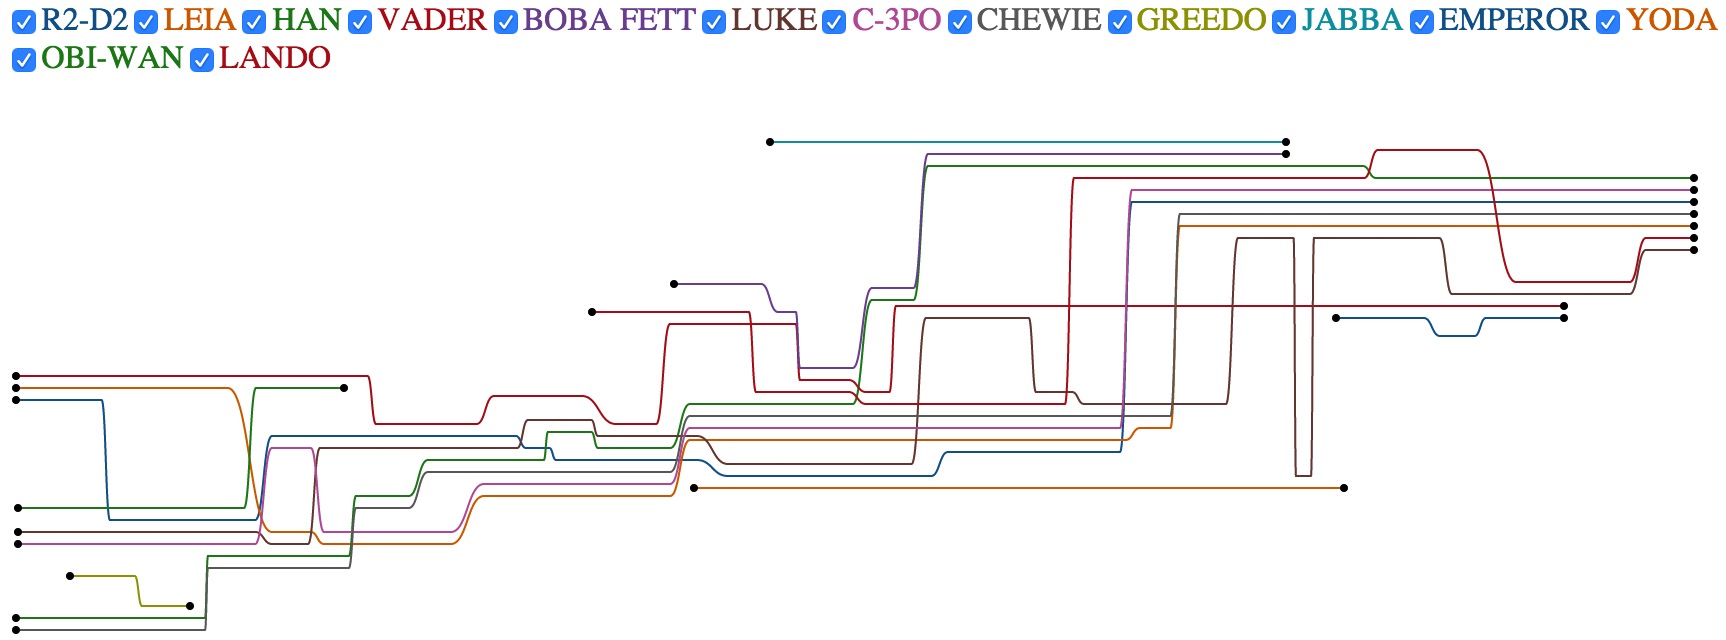 R2-D2 LEIA HAN VADER BOBA FETT LUKE C-3PO CHEWIE GREEDO JABBA EMPEROR YODA
OBI-WAN LANDO